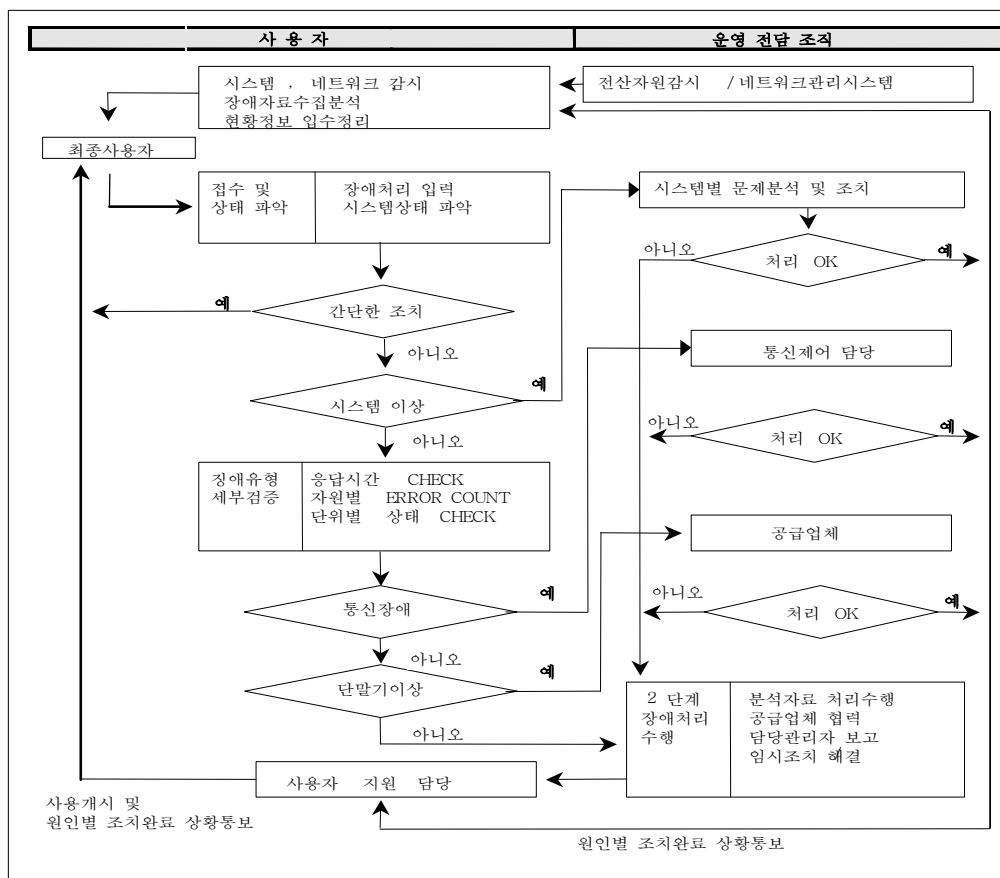 사 용 자
운영 전담 조직
시스템 , 네트워크 감시
장애자료수집분석
현황정보 입수정리
전산자원감시 /네트워크관리시스템
최종사용자
접수 및
상태 파악
장애처리 입력
시스템상태 파악
시스템별 문제분석 및 조치
아니오
예
처리 OK
예
간단한 조치
아니오
통신제어 담당
예
시스템 이상
아니오
아니오
예
처리 OK
징애유형
세부검증
응답시간 CHECK
자원별 ERROR COUNT
단위별 상태 CHECK
공급업체
예
통신장애
아니오
아니오
예
처리 OK
예
단말기이상
아니오
2 단계
장애처리
수행
분석자료 처리수행
공급업체 협력
담당관리자 보고
임시조치 해결
사용자 지원 담당
사용개시 및
원인별 조치완료 상황통보
원인별 조치완료 상황통보